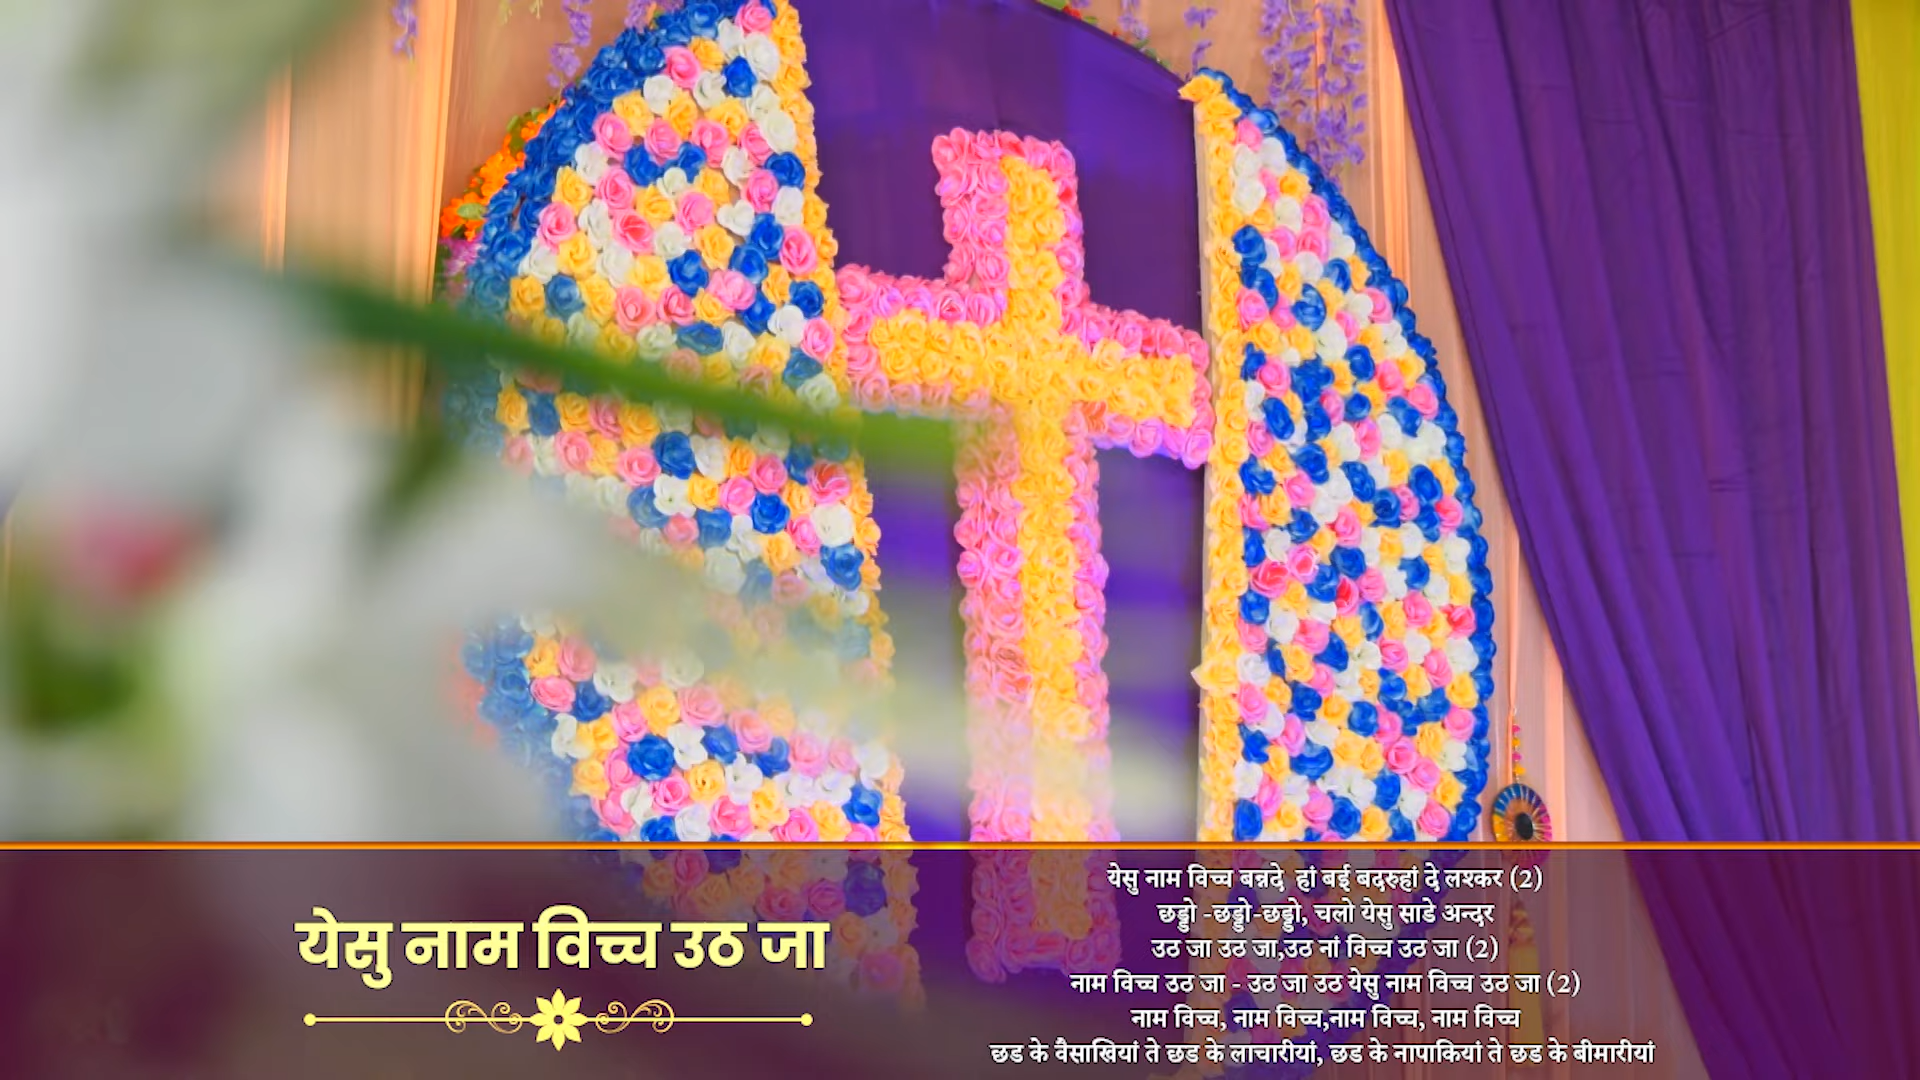 येसु नाम विच्च उठ जा
येसु नाम विच्च बन्नदे हां बई बदरुहां दे लश्कर (2)
छड्डो -छड्डो-छड्डो, चलो येसु साडे अन्दर
उठ जा उठ जा,उठ नां विच्च उठ जा (2)
नाम विच्च उठ जा - उठ जा उठ येसु नाम विच्च उठ जा (2)
नाम विच्च, नाम विच्च,नाम विच्च, नाम विच्च
छड के वैसाखियां ते छड के लाचारीयां, छड के नापाकियां ते छड के बीमारीयां